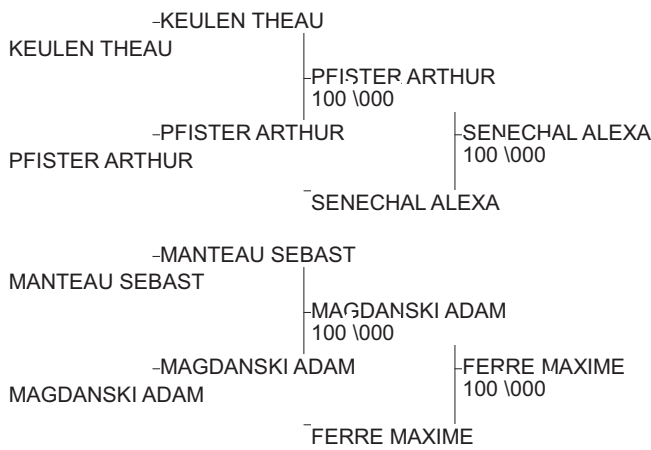 KEULEN THEAU
KEULEN THEAU
PFISTER ARTHUR
100 \000
PFISTER ARTHUR
SENECHAL ALEXA
100 \000
PFISTER ARTHUR
SENECHAL ALEXA
MANTEAU SEBAST
MANTEAU SEBAST
MAGDANSKI ADAM
100 \000
MAGDANSKI ADAM
FERRE MAXIME
100 \000
MAGDANSKI ADAM
FERRE MAXIME